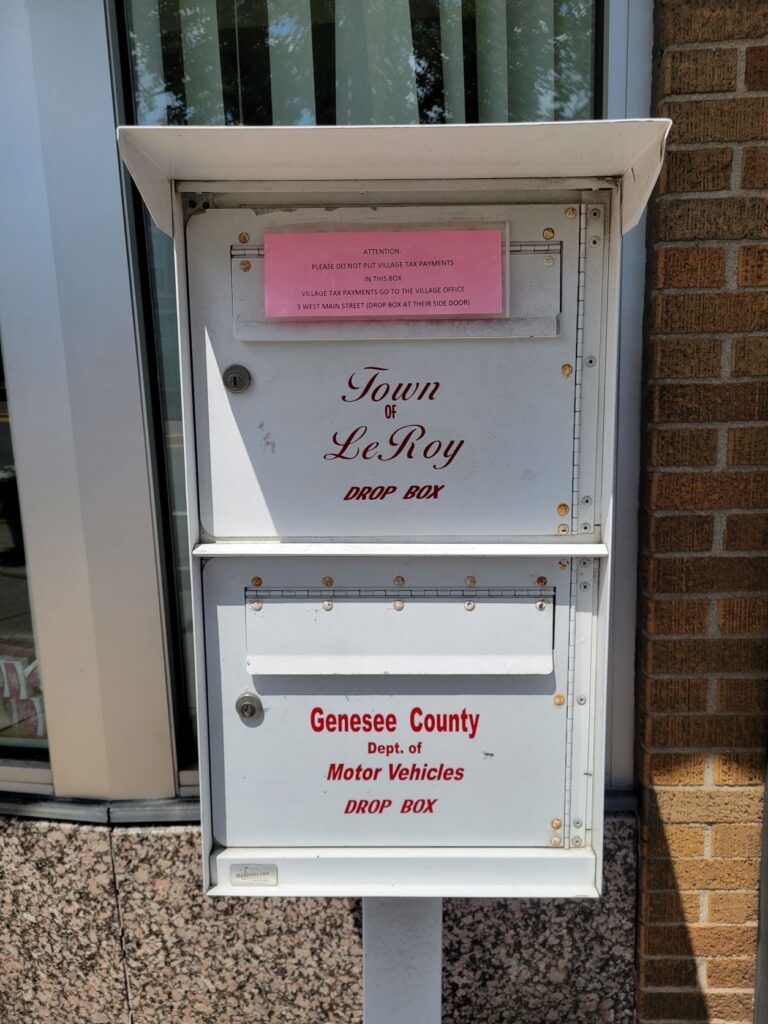 ATTENTION:
PLEASE DO NOT PUT VILLAGE TAX PAYMENTS
IN THIS BOX
VILLAGE TAX PAYMENTS GO TO THE VILLAGE OFFICE
3 WEST MAIN STREET (DROP BOX AT THEIR SIDE DOOR)
Town
OF
LeRoy
DROP BOX
Genesee County
Dept. of
Motor Vehicles
DROP BOX